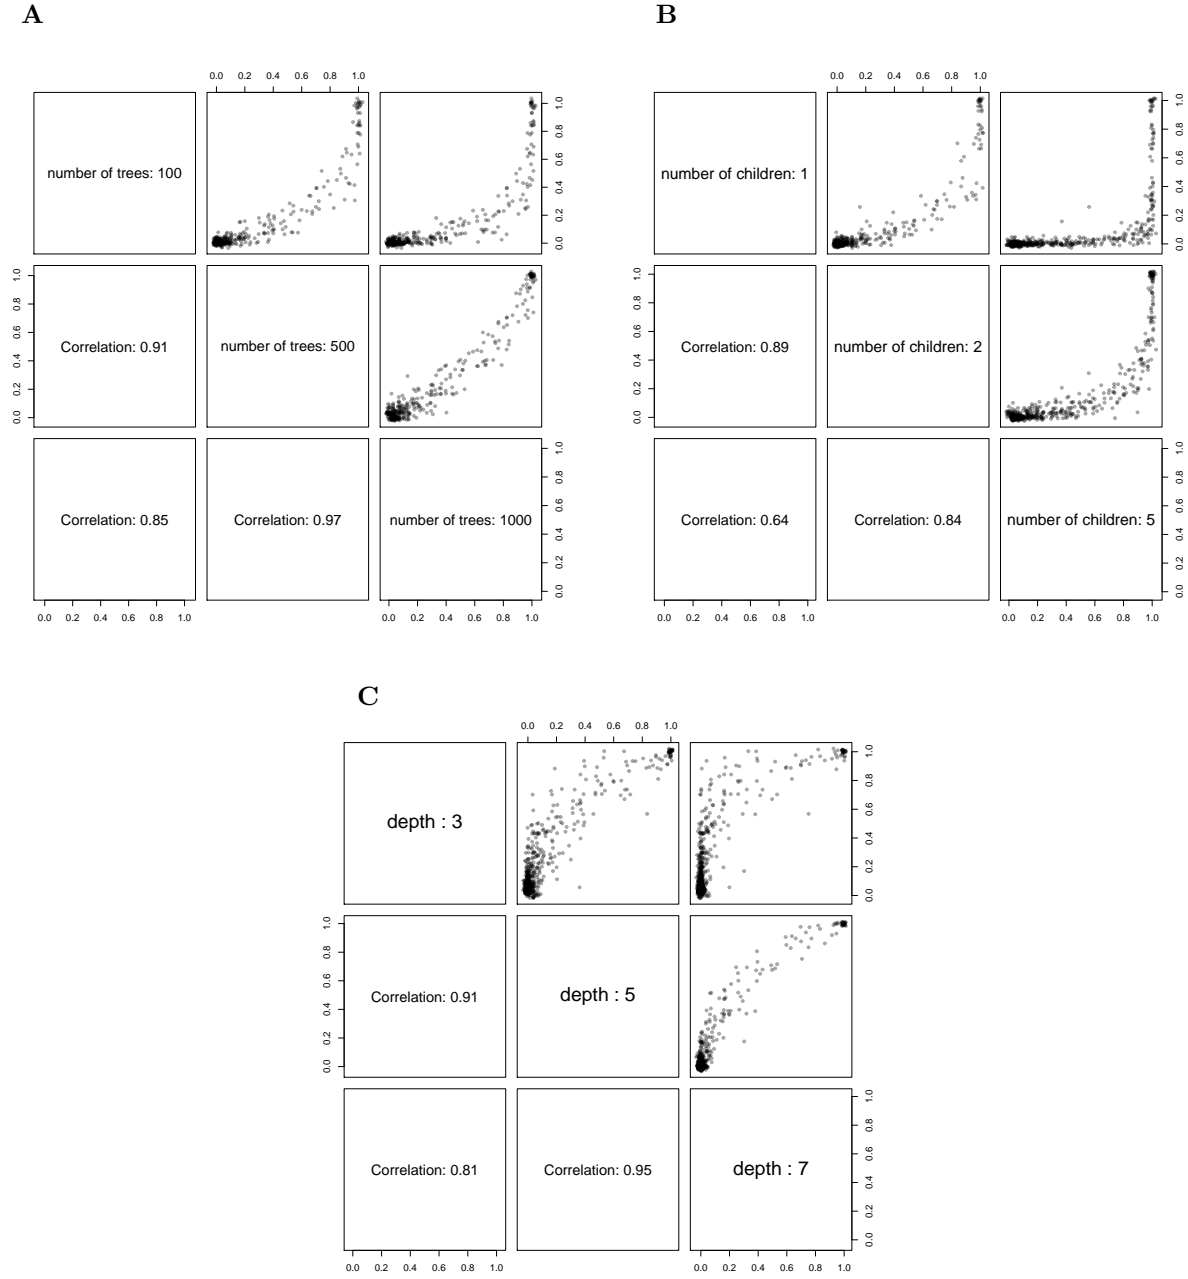 A B
0.0 0.2 0.4 0.6 0.8 1.0
0.0 0.2 0.4 0.6 0.8 1.0
number of trees: 100
0.0 0.2 0.4 0.6 0.8 1.0
number of children: 1
0.0 0.2 0.4 0.6 0.8 1.0
0.0 0.2 0.4 0.6 0.8 1.0
Correlation: 0.91
number of trees: 500
0.0 0.2 0.4 0.6 0.8 1.0
Correlation: 0.89
number of children: 2
Correlation: 0.85
Correlation: 0.97
number of trees: 1000
0.0 0.2 0.4 0.6 0.8 1.0
Correlation: 0.64
Correlation: 0.84
number of children: 5
0.0 0.2 0.4 0.6 0.8 1.0
0.0 0.2 0.4 0.6 0.8 1.0
0.0 0.2 0.4 0.6 0.8 1.0
0.0 0.2 0.4 0.6 0.8 1.0
0.0 0.2 0.4 0.6 0.8 1.0
C
0.0 0.2 0.4 0.6 0.8 1.0
depth : 3
0.0 0.2 0.4 0.6 0.8 1.0
0.0 0.2 0.4 0.6 0.8 1.0
Correlation: 0.91
depth : 5
Correlation: 0.81
Correlation: 0.95
depth : 7
0.0 0.2 0.4 0.6 0.8 1.0
0.0 0.2 0.4 0.6 0.8 1.0
0.0 0.2 0.4 0.6 0.8 1.0